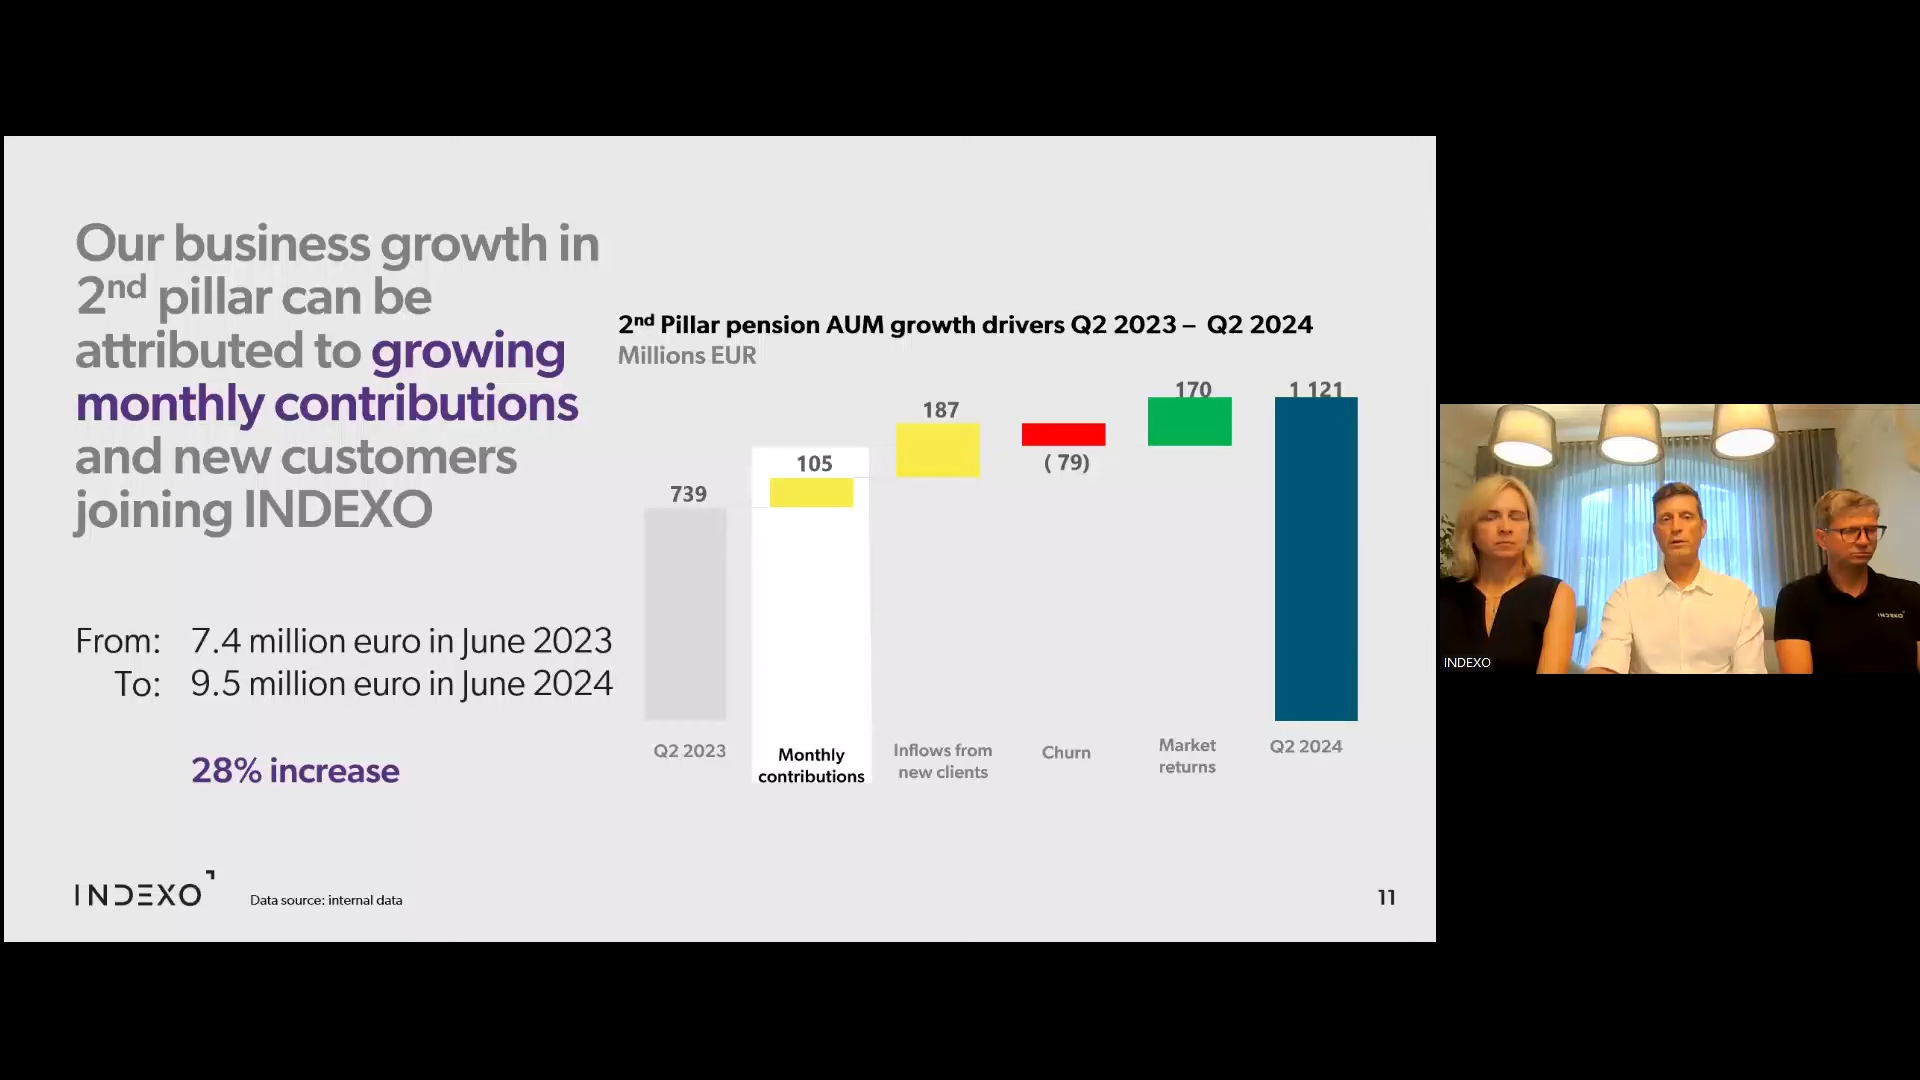 Our business growth in
2nd pillar can be
attributed to growing
monthly contributions
and new customers
joining INDEXO
From: 7.4 million euro in June 2023
To: 9.5 million euro in June 2024
28% increase
2nd Pillar pension AUM growth drivers Q2 2023 – Q2 2024
Millions EUR
739
105
187
( 79)
170
1 121
Q2 2023
Monthly
contributions
Inflows from
new clients
Churn
Market
returns
Q2 2024
INDEXO
Data source: internal data
11
INDEXO
INDEXO